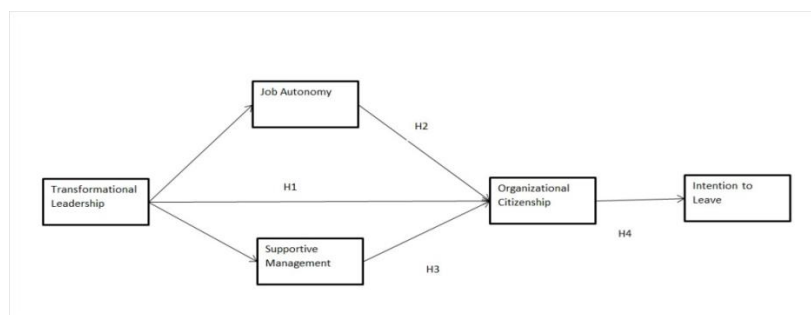 Job Autonomy
H2
Transformational
Leadership
H1
Organizational
Citizenship
Intention to
Leave
Supportive
Management
H3
H4